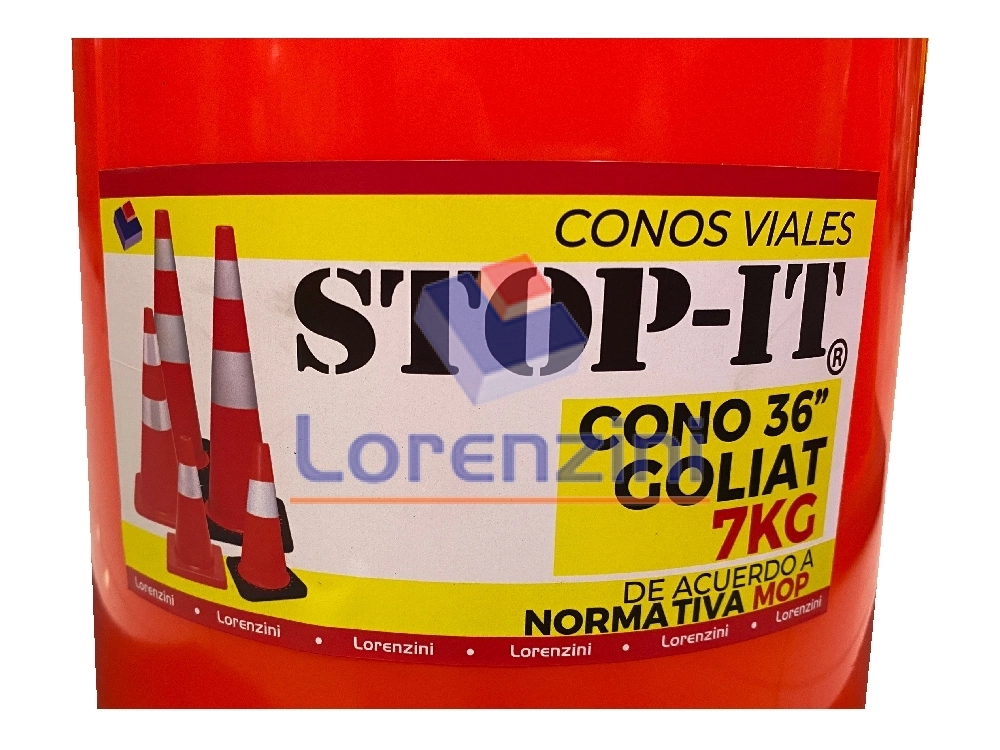 CONOS VIALES
STOP-IT®
Lorenzini
CONO 36”
GOLIAT
7KG
DE ACUERDO A
NORMATIVA MOP
Lorenzini • Lorenzini • Lorenzini • Lorenzini • Lorenzini • Lorenzini